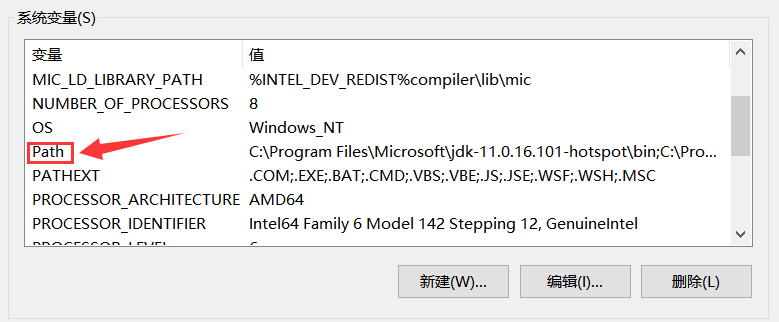 系统变量(S)
变量 值
MIC_LD_LIBRARY_PATH %INTEL_DEV_REDIST%compiler\lib\mic
NUMBER_OF_PROCESSORS 8
OS Windows_NT
Path C:\Program Files\Microsoft\jdk-11.0.16.101-hotspot\bin;C:\Pro...
PATHEXT .COM;.EXE;.BAT;.CMD;.VBS;.VBE;.JS;.JSE;.WSF;.WSH;.MSC
PROCESSOR_ARCHITECTURE AMD64
PROCESSOR_IDENTIFIER Intel64 Family 6 Model 142 Stepping 12, GenuineIntel
PROCESSOR_LEVEL 6
新建(W)... 编辑(I)... 删除(L)